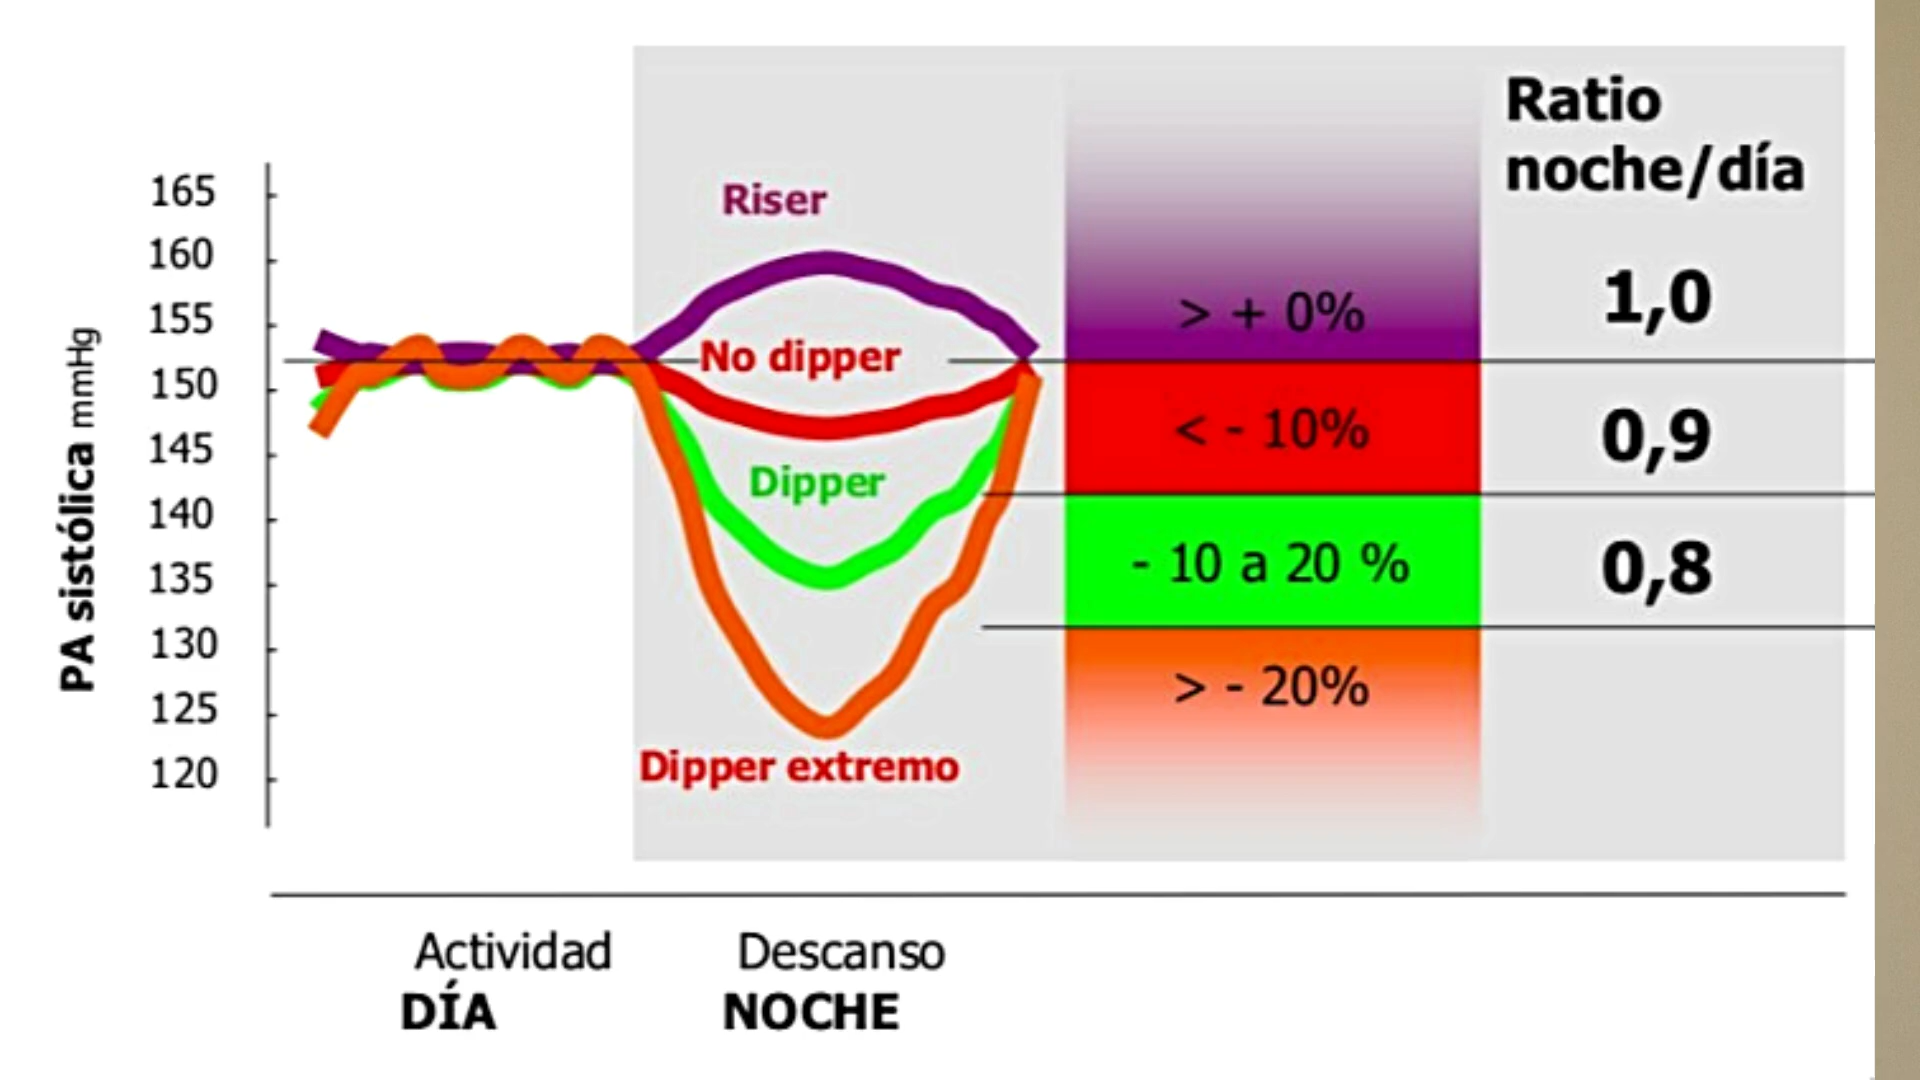 Ratio
noche/día
165
160
155
150
145
140
135
130
125
120
PA sistólica mmHg
Riser
No dipper
Dipper
Dipper extremo
> + 0%
< - 10%
- 10 a 20 %
> - 20%
1,0
0,9
0,8
Actividad
DÍA
Descanso
NOCHE